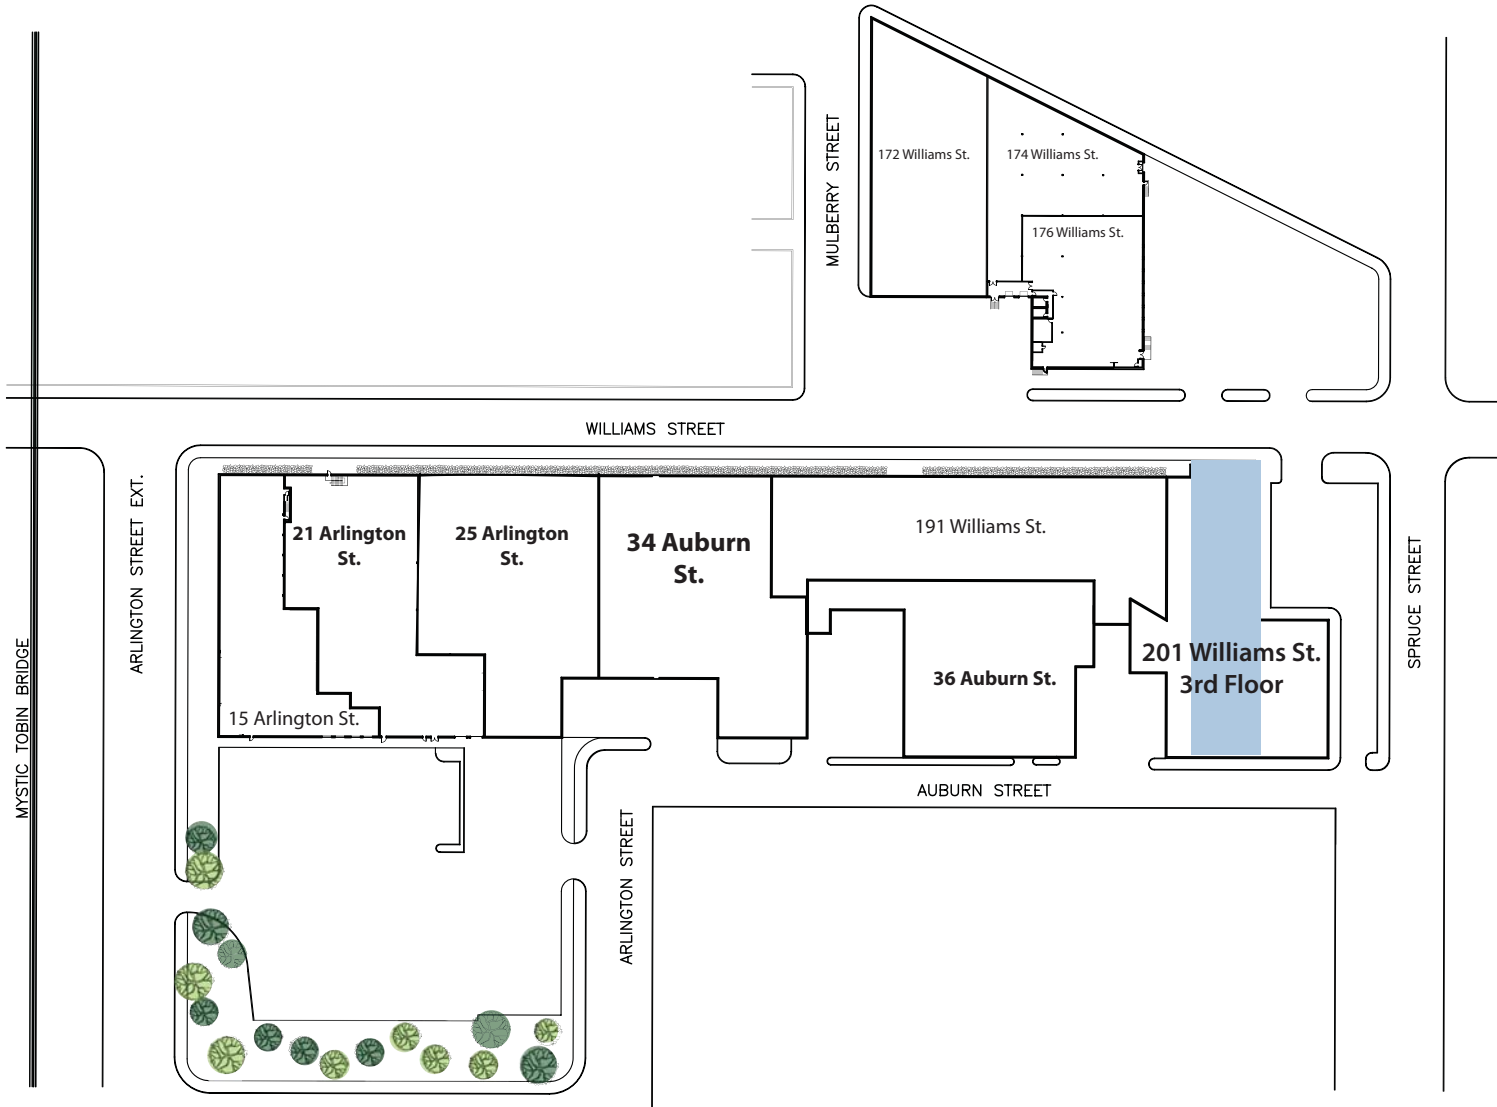 MULBERRY STREET
172 Williams St.
174 Williams St.
176 Williams St.
WILLIAMS STREET
MYSTIC TOBIN BRIDGE
ARLINGTON STREET EXT.
21 Arlington
St.
25 Arlington
St.
34 Auburn
St.
191 Williams St.
SPRUCE STREET
201 Williams St.
3rd Floor
36 Auburn St.
15 Arlington St.
AUBURN STREET
ARLINGTON STREET